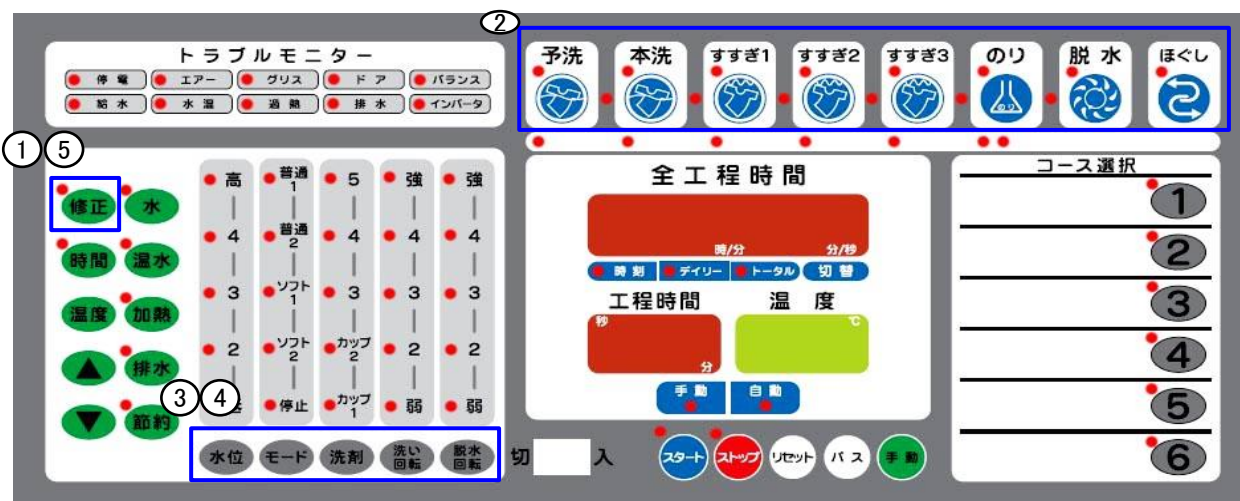 ②
トラブルモニター
停電 エアー グリス ドア バランス
給水 水温 過熱 排水 インバータ
予洗 本洗 すすぎ1 すすぎ2 すすぎ3 のり 脱水 ほぐし
のり
① ⑤
修正 水
時間 温水
温度 加熱
▲ 排水
▼ 節約
高 普通1 5 強 強
4 普通2 4 4 4
3 ソフト1 3 3 3
2 ソフト2 カップ2 2 2
停止 カップ1 弱 弱
③ ④
水位 モード 洗剤 洗い回転 脱水回転
全工程時間
時/分 分/秒
時刻 デイリー トータル 切替
工程時間 温度
秒 ℃
分
手動 自動
切 入
スタート ストップ リセット パス 手動
コース選択
1
2
3
4
5
6